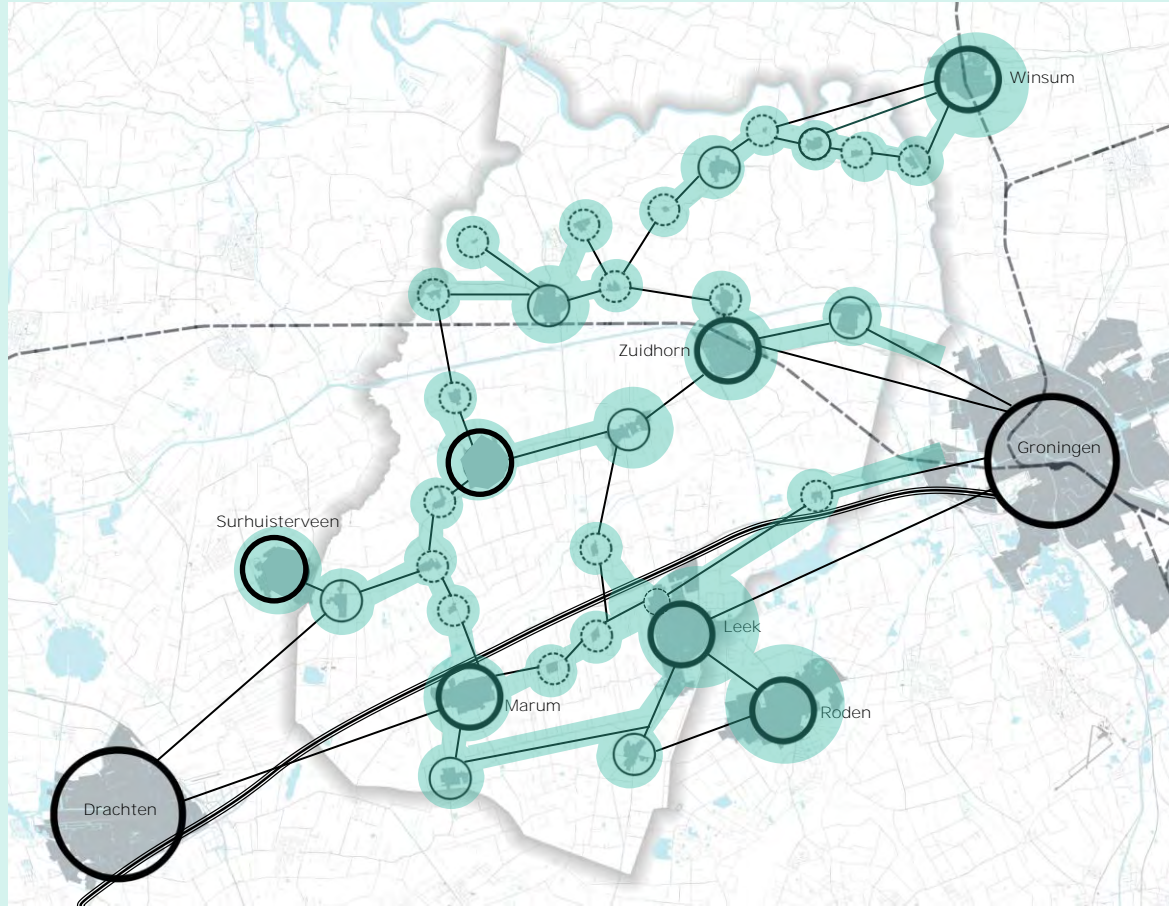 Winsum
Zuidhorn
Groningen
Surhuisterveen
Leek
Marum
Roden
Drachten